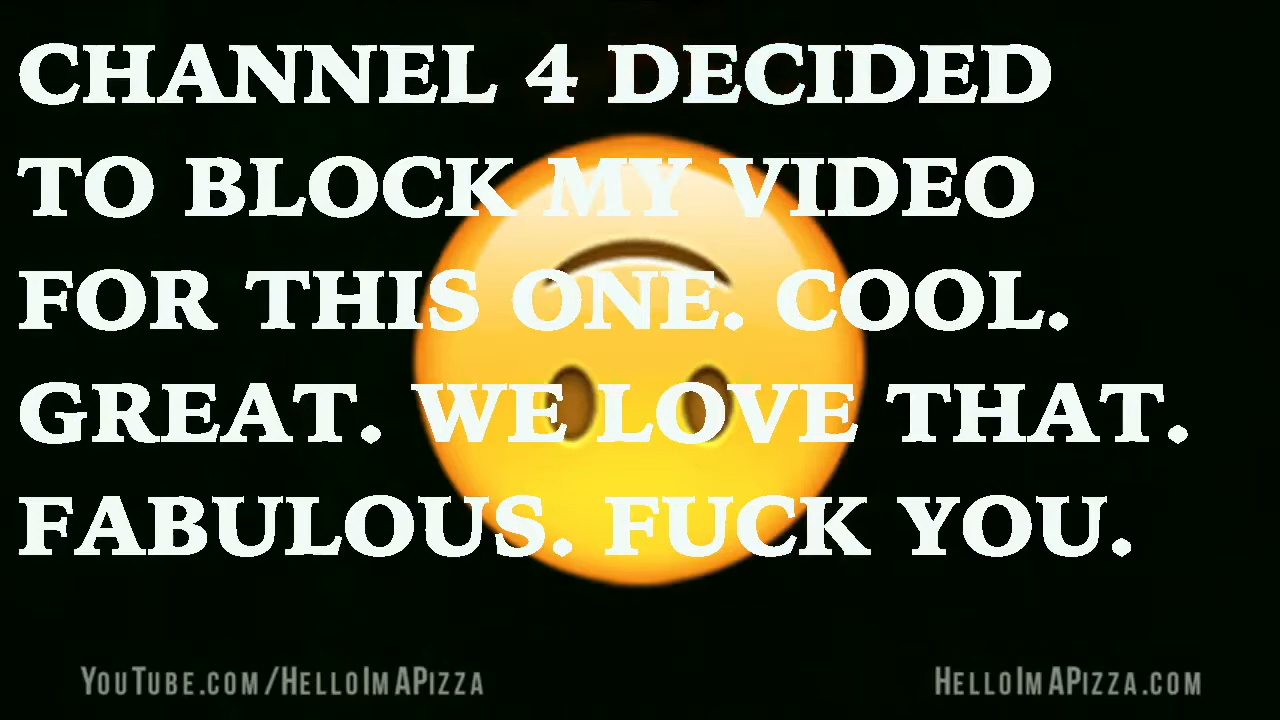 CHANNEL 4 DECIDED
TO BLOCK MY VIDEO
FOR THIS ONE. COOL.
GREAT. WE LOVE THAT.
FABULOUS. FUCK YOU.
YouTube.com/HelloImAPizza
HelloImAPizza.com